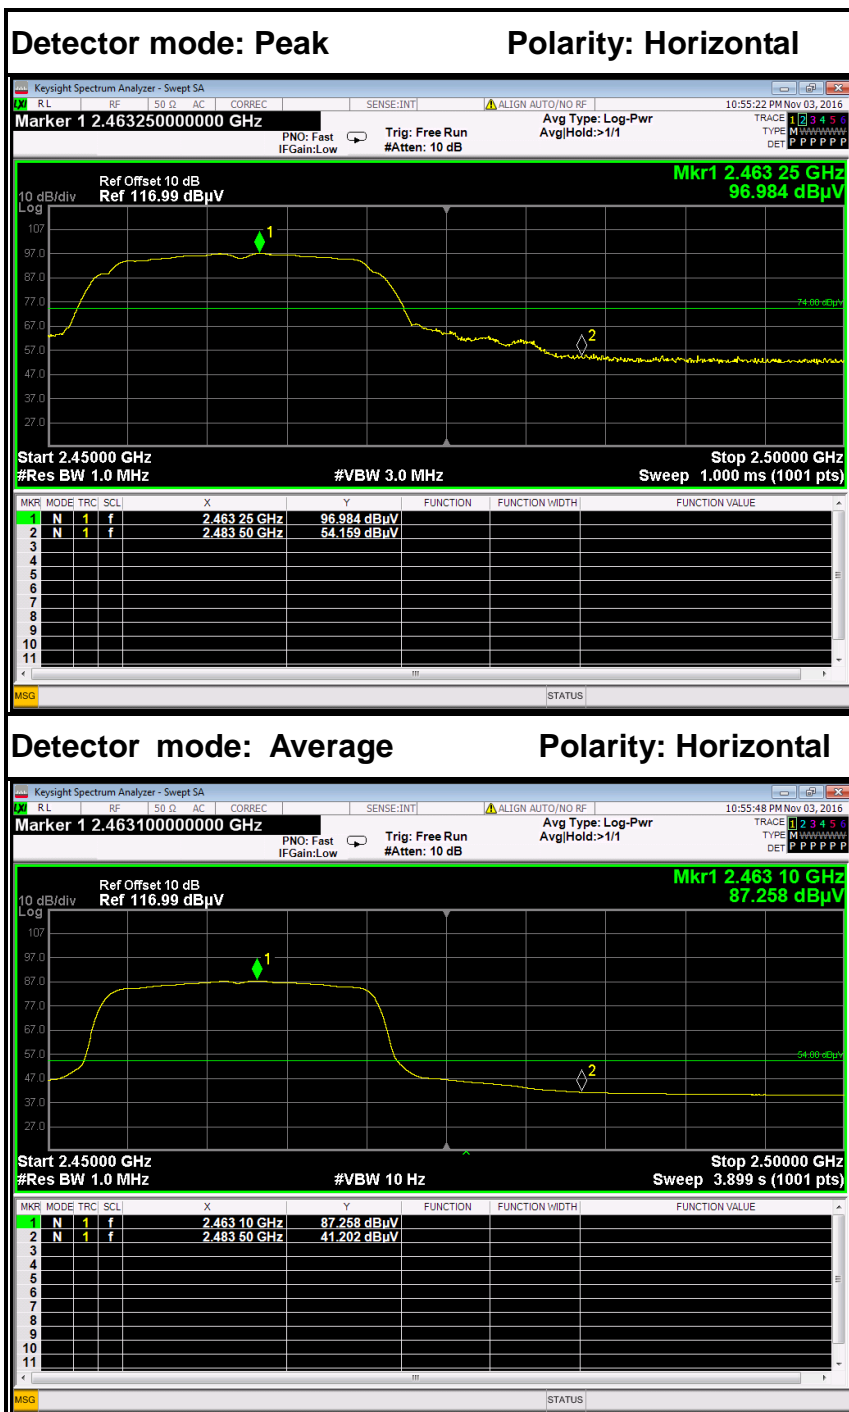 Detector mode: Peak Polarity: Horizontal
Keysight Spectrum Analyzer - Swept SA
LXI RL RF 50 Ω AC CORREC SENSE:INT ALIGN AUTO/NO RF 10:55:22 PM Nov 03, 2016
Marker 1 2.463250000000 GHz
PNO: Fast
IFGain:Low
Trig: Free Run
#Atten: 10 dB
Avg Type: Log-Pwr
Avg|Hold:>1/1
TRACE 1 2 3 4 5 6
TYPE M WWWWW
DET P P P P P P
Mkr1 2.463 25 GHz
96.984 dBµV
Ref Offset 10 dB
10 dB/div Ref 116.99 dBµV
Log
107
97.0
87.0
77.0
67.0
57.0
47.0
37.0
27.0
1
2
74.00 dBµV
Start 2.45000 GHz Stop 2.50000 GHz
#Res BW 1.0 MHz #VBW 3.0 MHz Sweep 1.000 ms (1001 pts)
MKR MODE TRC SCL X Y FUNCTION FUNCTION WIDTH FUNCTION VALUE
1 N 1 f 2.463 25 GHz 96.984 dBµV
2 N 1 f 2.483 50 GHz 54.159 dBµV
3
4
5
6
7
8
9
10
11
MSG STATUS
Detector mode: Average Polarity: Horizontal
Keysight Spectrum Analyzer - Swept SA
LXI RL RF 50 Ω AC CORREC SENSE:INT ALIGN AUTO/NO RF 10:55:48 PM Nov 03, 2016
Marker 1 2.463100000000 GHz
PNO: Fast
IFGain:Low
Trig: Free Run
#Atten: 10 dB
Avg Type: Log-Pwr
Avg|Hold:>1/1
TRACE 1 2 3 4 5 6
TYPE M WWWWW
DET P P P P P P
Mkr1 2.463 10 GHz
87.258 dBµV
Ref Offset 10 dB
10 dB/div Ref 116.99 dBµV
Log
107
97.0
87.0
77.0
67.0
57.0
47.0
37.0
27.0
1
2
54.00 dBµV
Start 2.45000 GHz Stop 2.50000 GHz
#Res BW 1.0 MHz #VBW 10 Hz Sweep 3.899 s (1001 pts)
MKR MODE TRC SCL X Y FUNCTION FUNCTION WIDTH FUNCTION VALUE
1 N 1 f 2.463 10 GHz 87.258 dBµV
2 N 1 f 2.483 50 GHz 41.202 dBµV
3
4
5
6
7
8
9
10
11
MSG STATUS